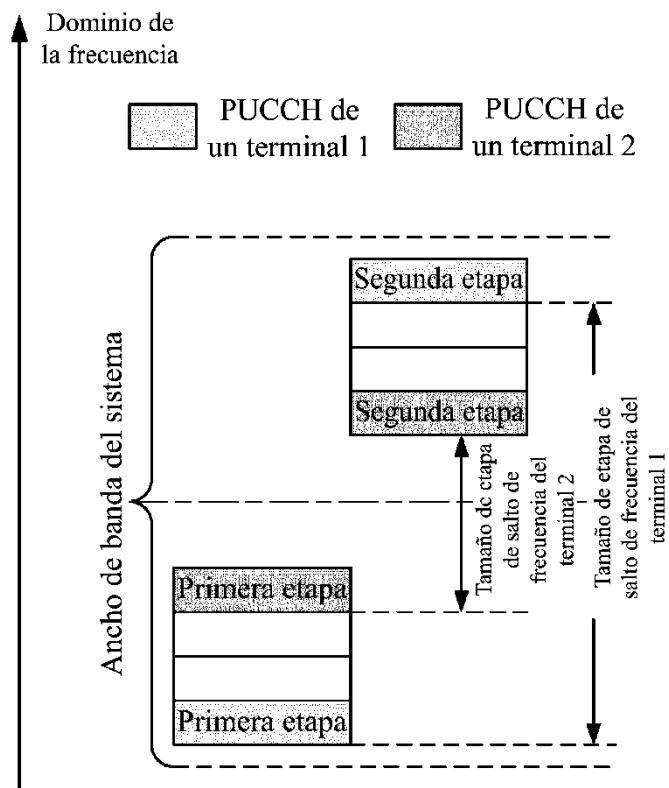 Dominio de
la frecuencia
PUCCH de
un terminal 1
PUCCH de
un terminal 2
Ancho de banda del sistema
Segunda etapa
Segunda etapa
Primera etapa
Primera etapa
Tamaño de etapa
de salto de
frecuencia del
terminal 2
Tamaño de etapa de
salto de frecuencia del
terminal 1